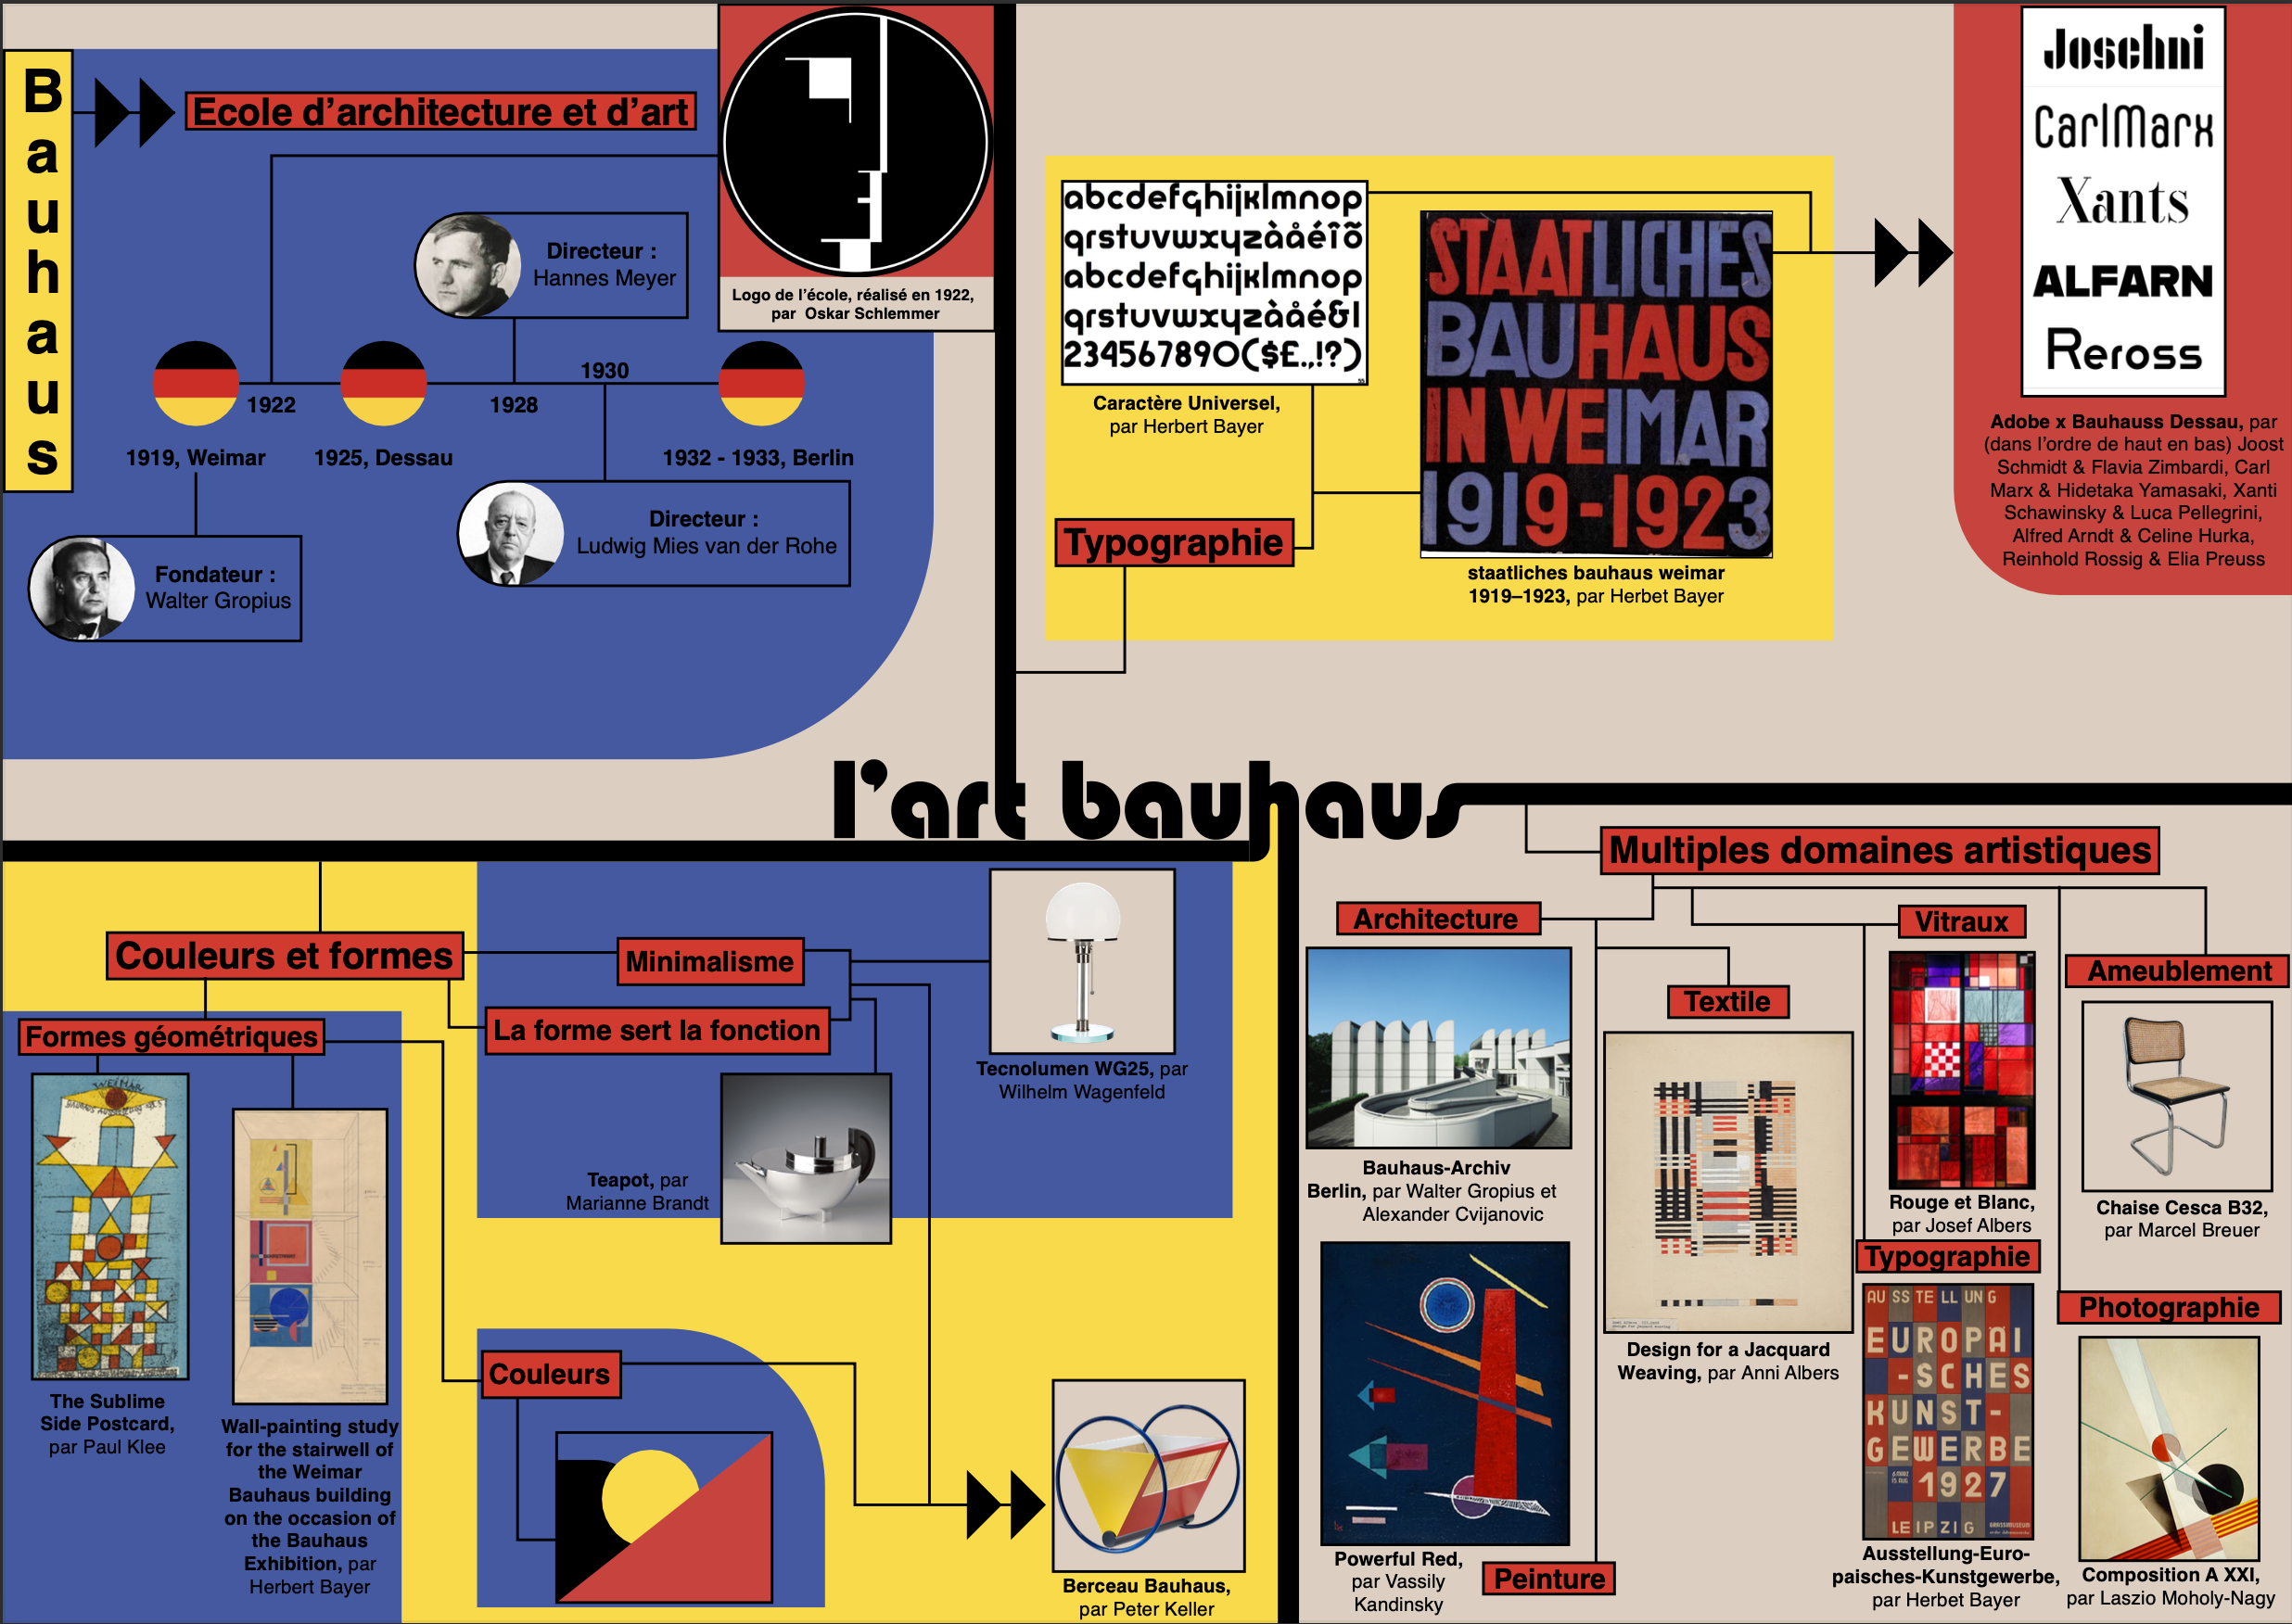 Bauhaus
Ecole d’architecture et d’art
Logo de l’école, réalisé en 1922,
par Oskar Schlemmer
Directeur :
Hannes Meyer
1930
1922
1928
1919, Weimar
1925, Dessau
1932 - 1933, Berlin
Directeur :
Ludwig Mies van der Rohe
Fondateur :
Walter Gropius
abcdefghijklmnop
qrstuvwxyzàåéîõ
abcdefghijklmnop
qrstuvwxyzàåé&l
234567890($£.,!?)
Caractère Universel,
par Herbert Bayer
STAATLICHES
BAUHAUS
IN WEIMAR
1919-1923
staatliches bauhaus weimar
1919–1923, par Herbet Bayer
Typographie
Joschni
CarlMarx
Xants
ALFARN
Reross
Adobe x Bauhauss Dessau, par
(dans l’ordre de haut en bas) Joost
Schmidt & Flavia Zimbardi, Carl
Marx & Hidetaka Yamasaki, Xanti
Schawinsky & Luca Pellegrini,
Alfred Arndt & Celine Hurka,
Reinhold Rossig & Elia Preuss
l’art bauhaus
Couleurs et formes
Minimalisme
La forme sert la fonction
Formes géométriques
Tecnolumen WG25, par
Wilhelm Wagenfeld
Teapot, par
Marianne Brandt
WEIMAR
The Sublime
Side Postcard,
par Paul Klee
Wall-painting study
for the stairwell of
the Weimar
Bauhaus building
on the occasion of
the Bauhaus
Exhibition, par
Herbert Bayer
Couleurs
Berceau Bauhaus,
par Peter Keller
Multiples domaines artistiques
Architecture
Bauhaus-Archiv
Berlin, par Walter Gropius et
Alexander Cvijanovic
Textile
Design for a Jacquard
Weaving, par Anni Albers
Vitraux
Rouge et Blanc,
par Josef Albers
Ameublement
Chaise Cesca B32,
par Marcel Breuer
Powerful Red,
par Vassily
Kandinsky
Peinture
Typographie
AUSSTELLUNG
EUROPÄI
-SCHES
KUNST-
GEWERBE
1927
LEIPZIG
Ausstellung-Euro-
paisches-Kunstgewerbe,
par Herbet Bayer
Photographie
Composition A XXI,
par Laszio Moholy-Nagy